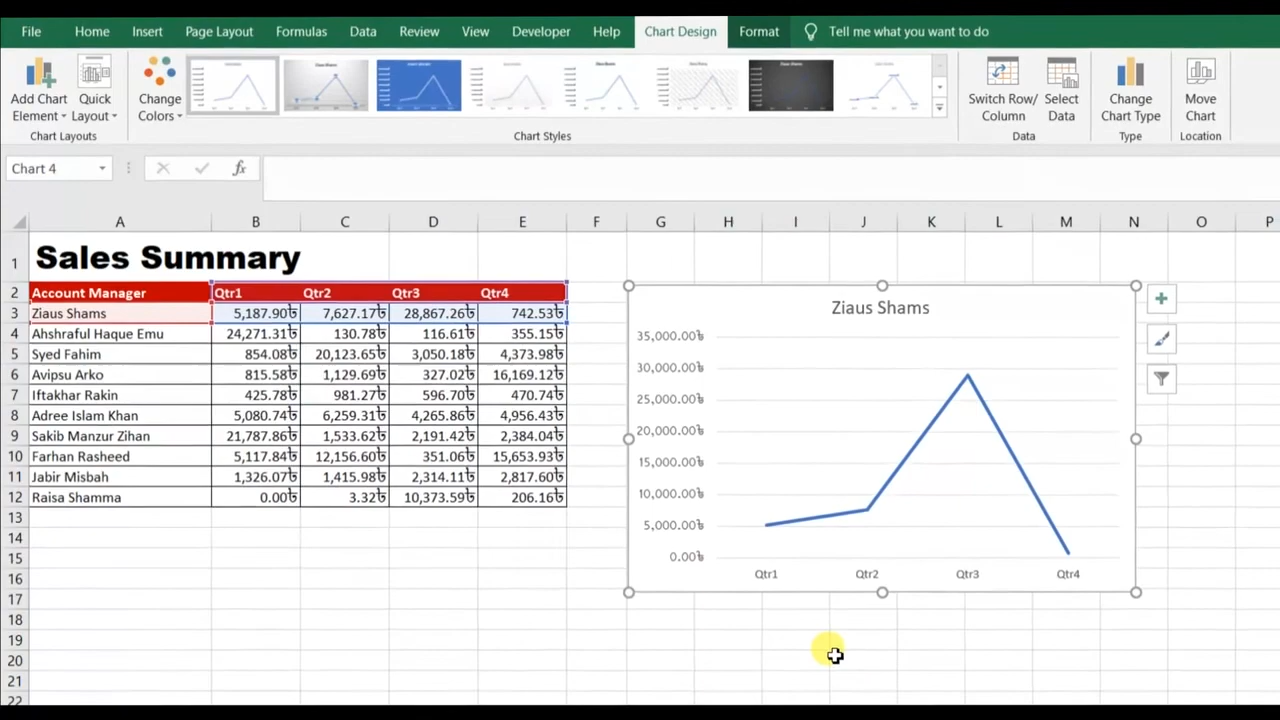 File Home Insert Page Layout Formulas Data Review View Developer Help Chart Design Format Tell me what you want to do
Add Chart Element Quick Layout Change Colors Switch Row/Column Select Data Change Chart Type Move Chart
Chart Layouts Chart Styles Data Type Location
Chart 4 fx
A B C D E F G H I J K L M N O P
1 Sales Summary
2 Account Manager Qtr1 Qtr2 Qtr3 Qtr4
3 Ziaus Shams 5,187.90৳ 7,627.17৳ 28,867.26৳ 742.53৳
4 Ahshraful Haque Emu 24,271.31৳ 130.78৳ 116.61৳ 355.15৳
5 Syed Fahim 854.08৳ 20,123.65৳ 3,050.18৳ 4,373.98৳
6 Avipsu Arko 815.58৳ 1,129.69৳ 327.02৳ 16,169.12৳
7 Iftakhar Rakin 425.78৳ 981.27৳ 596.70৳ 470.74৳
8 Adree Islam Khan 5,080.74৳ 6,259.31৳ 4,265.86৳ 4,956.43৳
9 Sakib Manzur Zihan 21,787.86৳ 1,533.62৳ 2,191.42৳ 2,384.04৳
10 Farhan Rasheed 5,117.84৳ 12,156.60৳ 351.06৳ 15,653.93৳
11 Jabir Misbah 1,326.07৳ 1,415.98৳ 2,314.11৳ 2,817.60৳
12 Raisa Shamma 0.00৳ 3.32৳ 10,373.59৳ 206.16৳
13
14
15
16
17
18
19
20
21
22
Ziaus Shams
35,000.00৳
30,000.00৳
25,000.00৳
20,000.00৳
15,000.00৳
10,000.00৳
5,000.00৳
0.00৳
Qtr1 Qtr2 Qtr3 Qtr4